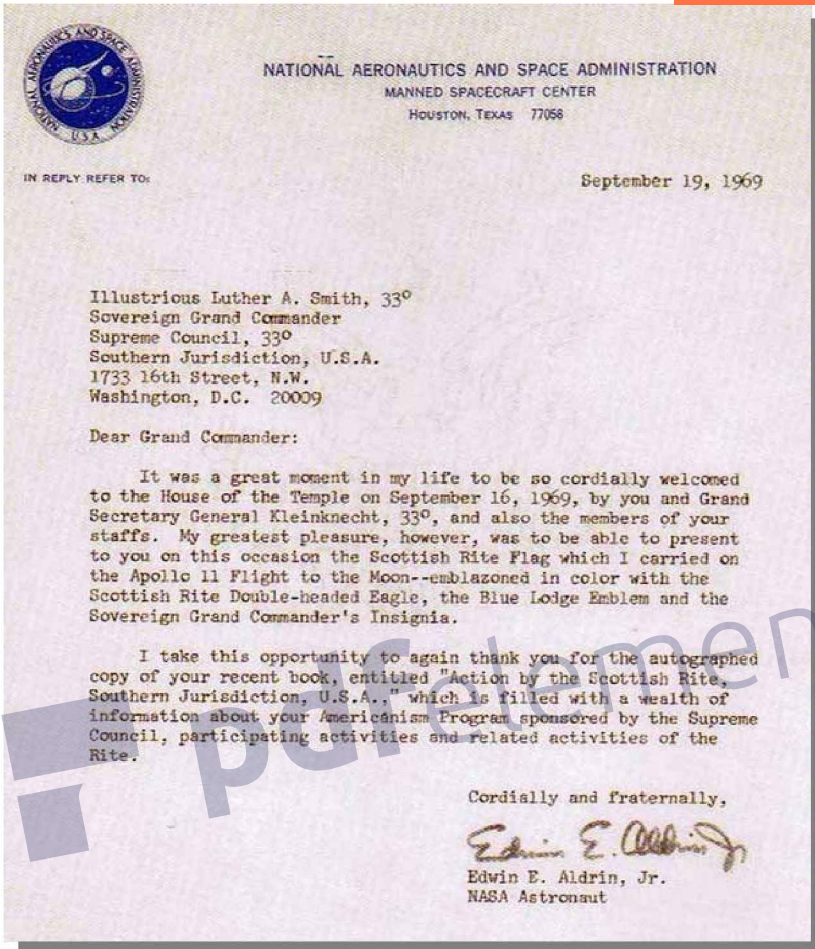 NATIONAL AERONAUTICS AND SPACE ADMINISTRATION
MANNED SPACECRAFT CENTER
HOUSTON, TEXAS 77058
NATIONAL AERONAUTICS AND SPACE ADMINISTRATION
U.S.A.
IN REPLY REFER TO:
September 19, 1969
Illustrious Luther A. Smith, 33º
Sovereign Grand Commander
Supreme Council, 33º
Southern Jurisdiction, U.S.A.
1733 16th Street, N.W.
Washington, D.C. 20009
Dear Grand Commander:
It was a great moment in my life to be so cordially welcomed
to the House of the Temple on September 16, 1969, by you and Grand
Secretary General Kleinknecht, 33º, and also the members of your
staffs. My greatest pleasure, however, was to be able to present
to you on this occasion the Scottish Rite Flag which I carried on
the Apollo 11 Flight to the Moon--emblazoned in color with the
Scottish Rite Double-headed Eagle, the Blue Lodge Emblem and the
Sovereign Grand Commander's Insignia.
I take this opportunity to again thank you for the autographed
copy of your recent book, entitled "Action by the Scottish Rite,
Southern Jurisdiction, U.S.A.," which is filled with a wealth of
information about your Americanism Program sponsored by the Supreme
Council, participating activities and related activities of the
Rite.
pdfelemen
Cordially and fraternally,
Edwin E. Aldrin Jr
Edwin E. Aldrin, Jr.
NASA Astronaut